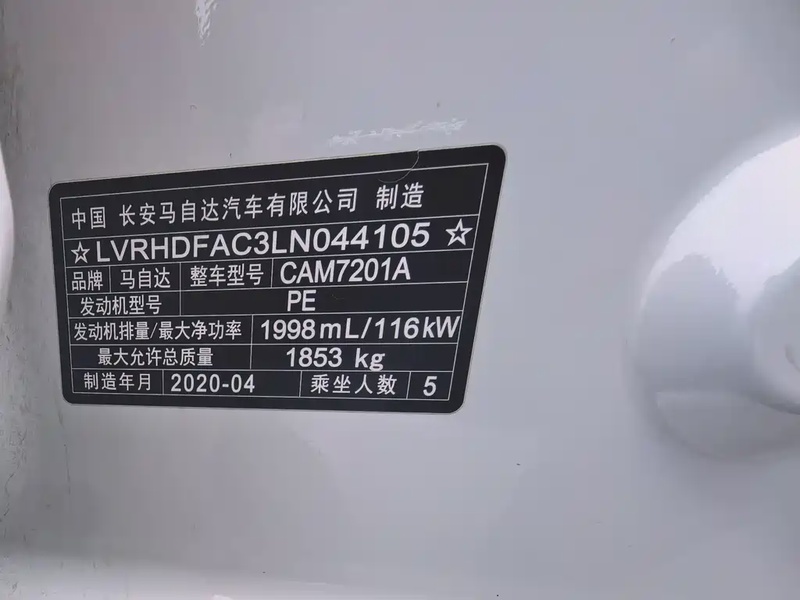 中国 长安马自达汽车有限公司 制造
☆LVRHDFAC3LN044105☆
品牌 马自达 整车型号 CAM7201A
发动机型号 PE
发动机排量/最大净功率 1998mL/116kW
最大允许总质量 1853 kg
制造年月 2020-04 乘坐人数 5